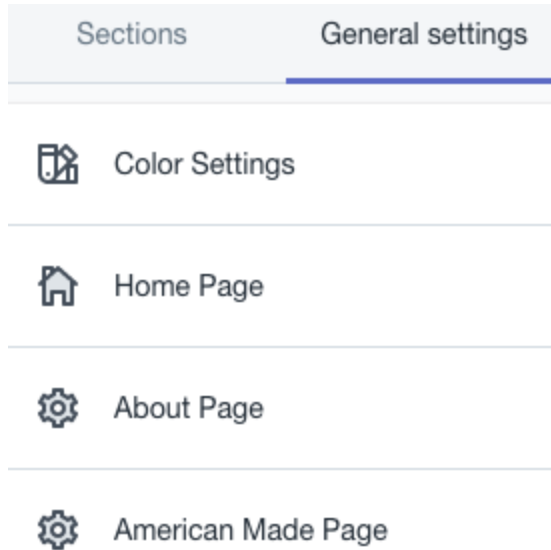 Sections General settings
Color Settings
Home Page
About Page
American Made Page